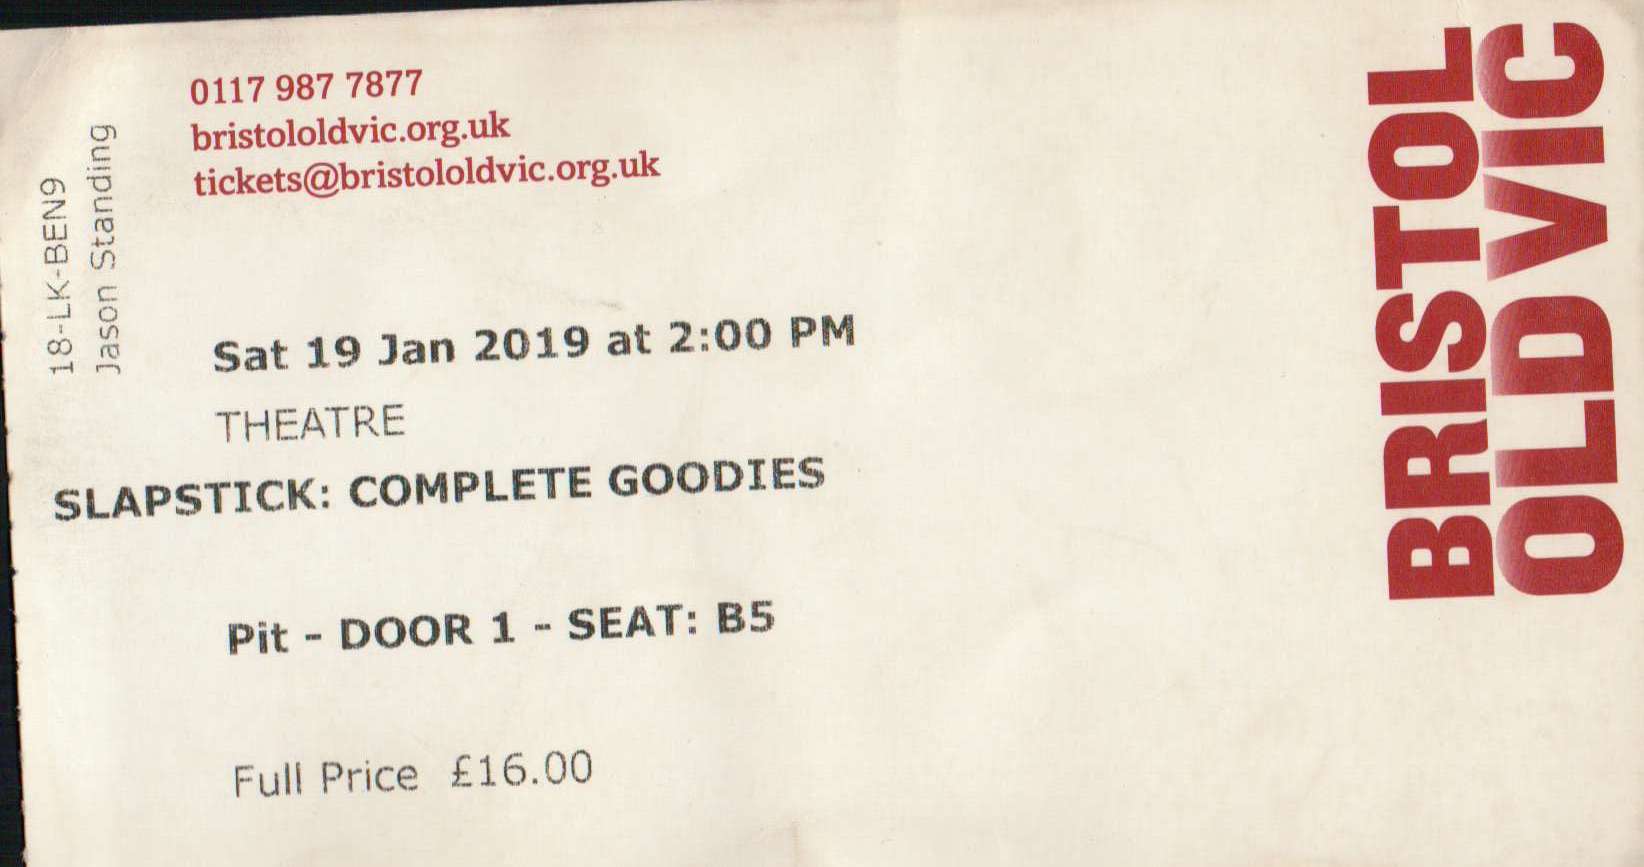 0117 987 7877
bristololdvic.org.uk
tickets@bristololdvic.org.uk
18-LK-BEN9
Jason Standing
Sat 19 Jan 2019 at 2:00 PM
THEATRE
SLAPSTICK: COMPLETE GOODIES
Pit - DOOR 1 - SEAT: B5
Full Price £16.00
BRISTOL
OLD VIC